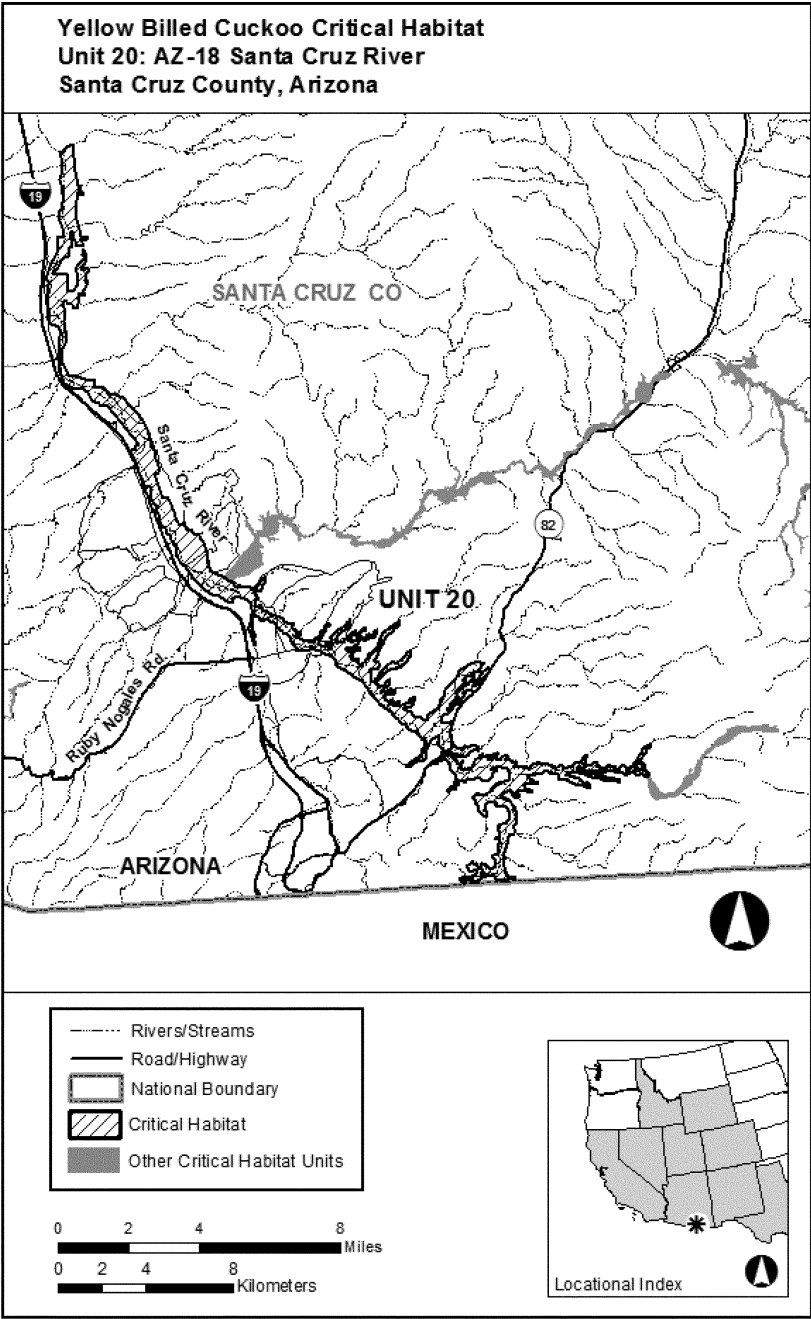 Yellow Billed Cuckoo Critical Habitat
Unit 20: AZ-18 Santa Cruz River
Santa Cruz County, Arizona
19
SANTA CRUZ CO
Santa Cruz River
82
UNIT 20
Ruby Nogales Rd.
19
ARIZONA
MEXICO
Rivers/Streams
Road/Highway
National Boundary
Critical Habitat
Other Critical Habitat Units
0 2 4 8
Miles
0 2 4 8
Kilometers
Locational Index